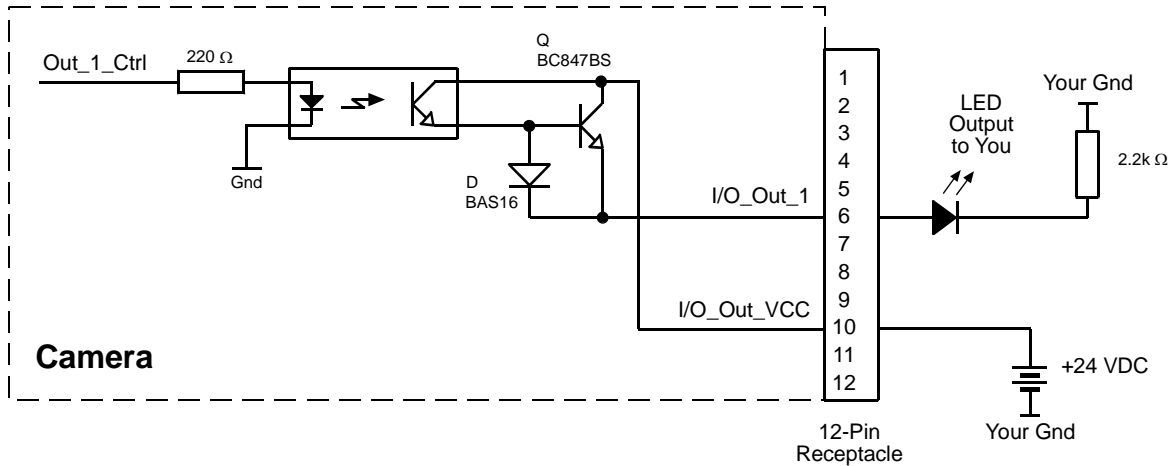 Q
BC847BS
Out_1_Ctrl
220 Ω
Gnd
D
BAS16
I/O_Out_1
I/O_Out_VCC
Camera
1
2
3
4
5
6
7
8
9
10
11
12
12-Pin
Receptacle
LED
Output
to You
Your Gnd
2.2k Ω
+24 VDC
Your Gnd